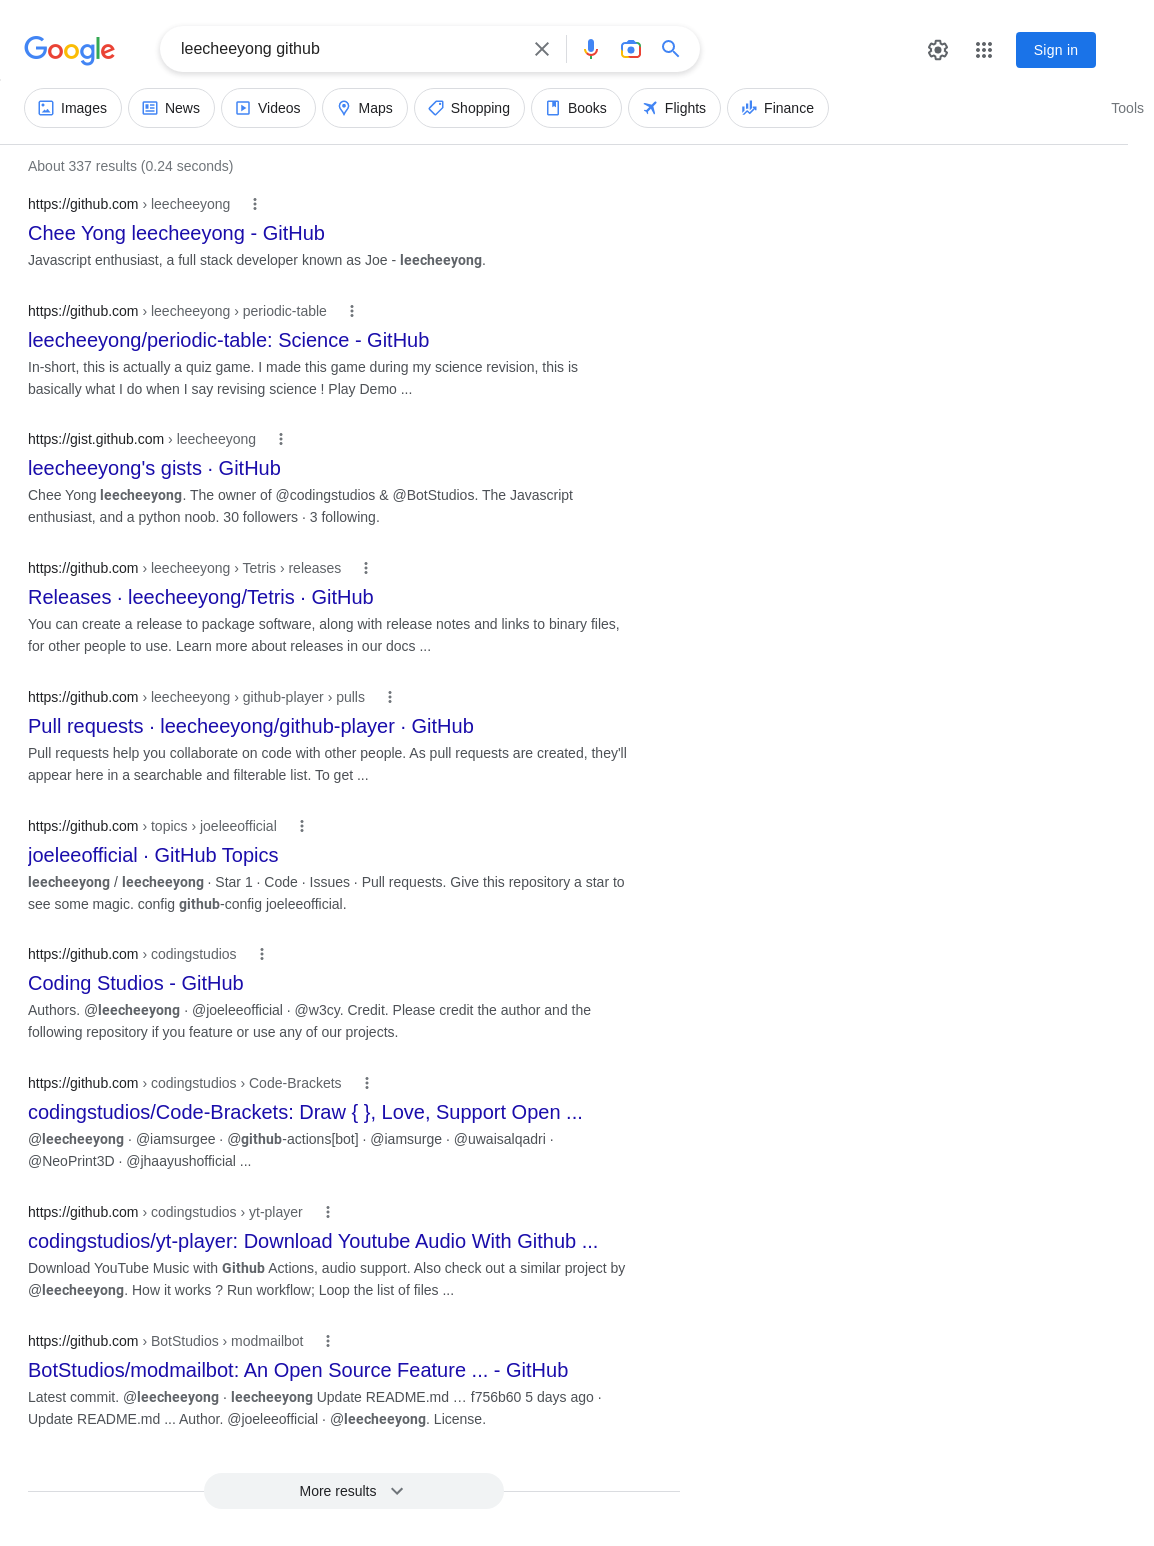 Google
leecheeyong github
Sign in
Images News Videos Maps Shopping Books Flights Finance Tools
About 337 results (0.24 seconds)
https://github.com › leecheeyong
Chee Yong leecheeyong - GitHub
Javascript enthusiast, a full stack developer known as Joe - leecheeyong.
https://github.com › leecheeyong › periodic-table
leecheeyong/periodic-table: Science - GitHub
In-short, this is actually a quiz game. I made this game during my science revision, this is
basically what I do when I say revising science ! Play Demo ...
https://gist.github.com › leecheeyong
leecheeyong's gists · GitHub
Chee Yong leecheeyong. The owner of @codingstudios & @BotStudios. The Javascript
enthusiast, and a python noob. 30 followers · 3 following.
https://github.com › leecheeyong › Tetris › releases
Releases · leecheeyong/Tetris · GitHub
You can create a release to package software, along with release notes and links to binary files,
for other people to use. Learn more about releases in our docs ...
https://github.com › leecheeyong › github-player › pulls
Pull requests · leecheeyong/github-player · GitHub
Pull requests help you collaborate on code with other people. As pull requests are created, they'll
appear here in a searchable and filterable list. To get ...
https://github.com › topics › joeleeofficial
joeleeofficial · GitHub Topics
leecheeyong / leecheeyong · Star 1 · Code · Issues · Pull requests. Give this repository a star to
see some magic. config github-config joeleeofficial.
https://github.com › codingstudios
Coding Studios - GitHub
Authors. @leecheeyong · @joeleeofficial · @w3cy. Credit. Please credit the author and the
following repository if you feature or use any of our projects.
https://github.com › codingstudios › Code-Brackets
codingstudios/Code-Brackets: Draw { }, Love, Support Open ...
@leecheeyong · @iamsurgee · @github-actions[bot] · @iamsurge · @uwaisalqadri ·
@NeoPrint3D · @jhaayushofficial ...
https://github.com › codingstudios › yt-player
codingstudios/yt-player: Download Youtube Audio With Github ...
Download YouTube Music with Github Actions, audio support. Also check out a similar project by
@leecheeyong. How it works ? Run workflow; Loop the list of files ...
https://github.com › BotStudios › modmailbot
BotStudios/modmailbot: An Open Source Feature ... - GitHub
Latest commit. @leecheeyong · leecheeyong Update README.md … f756b60 5 days ago ·
Update README.md ... Author. @joeleeofficial · @leecheeyong. License.
More results